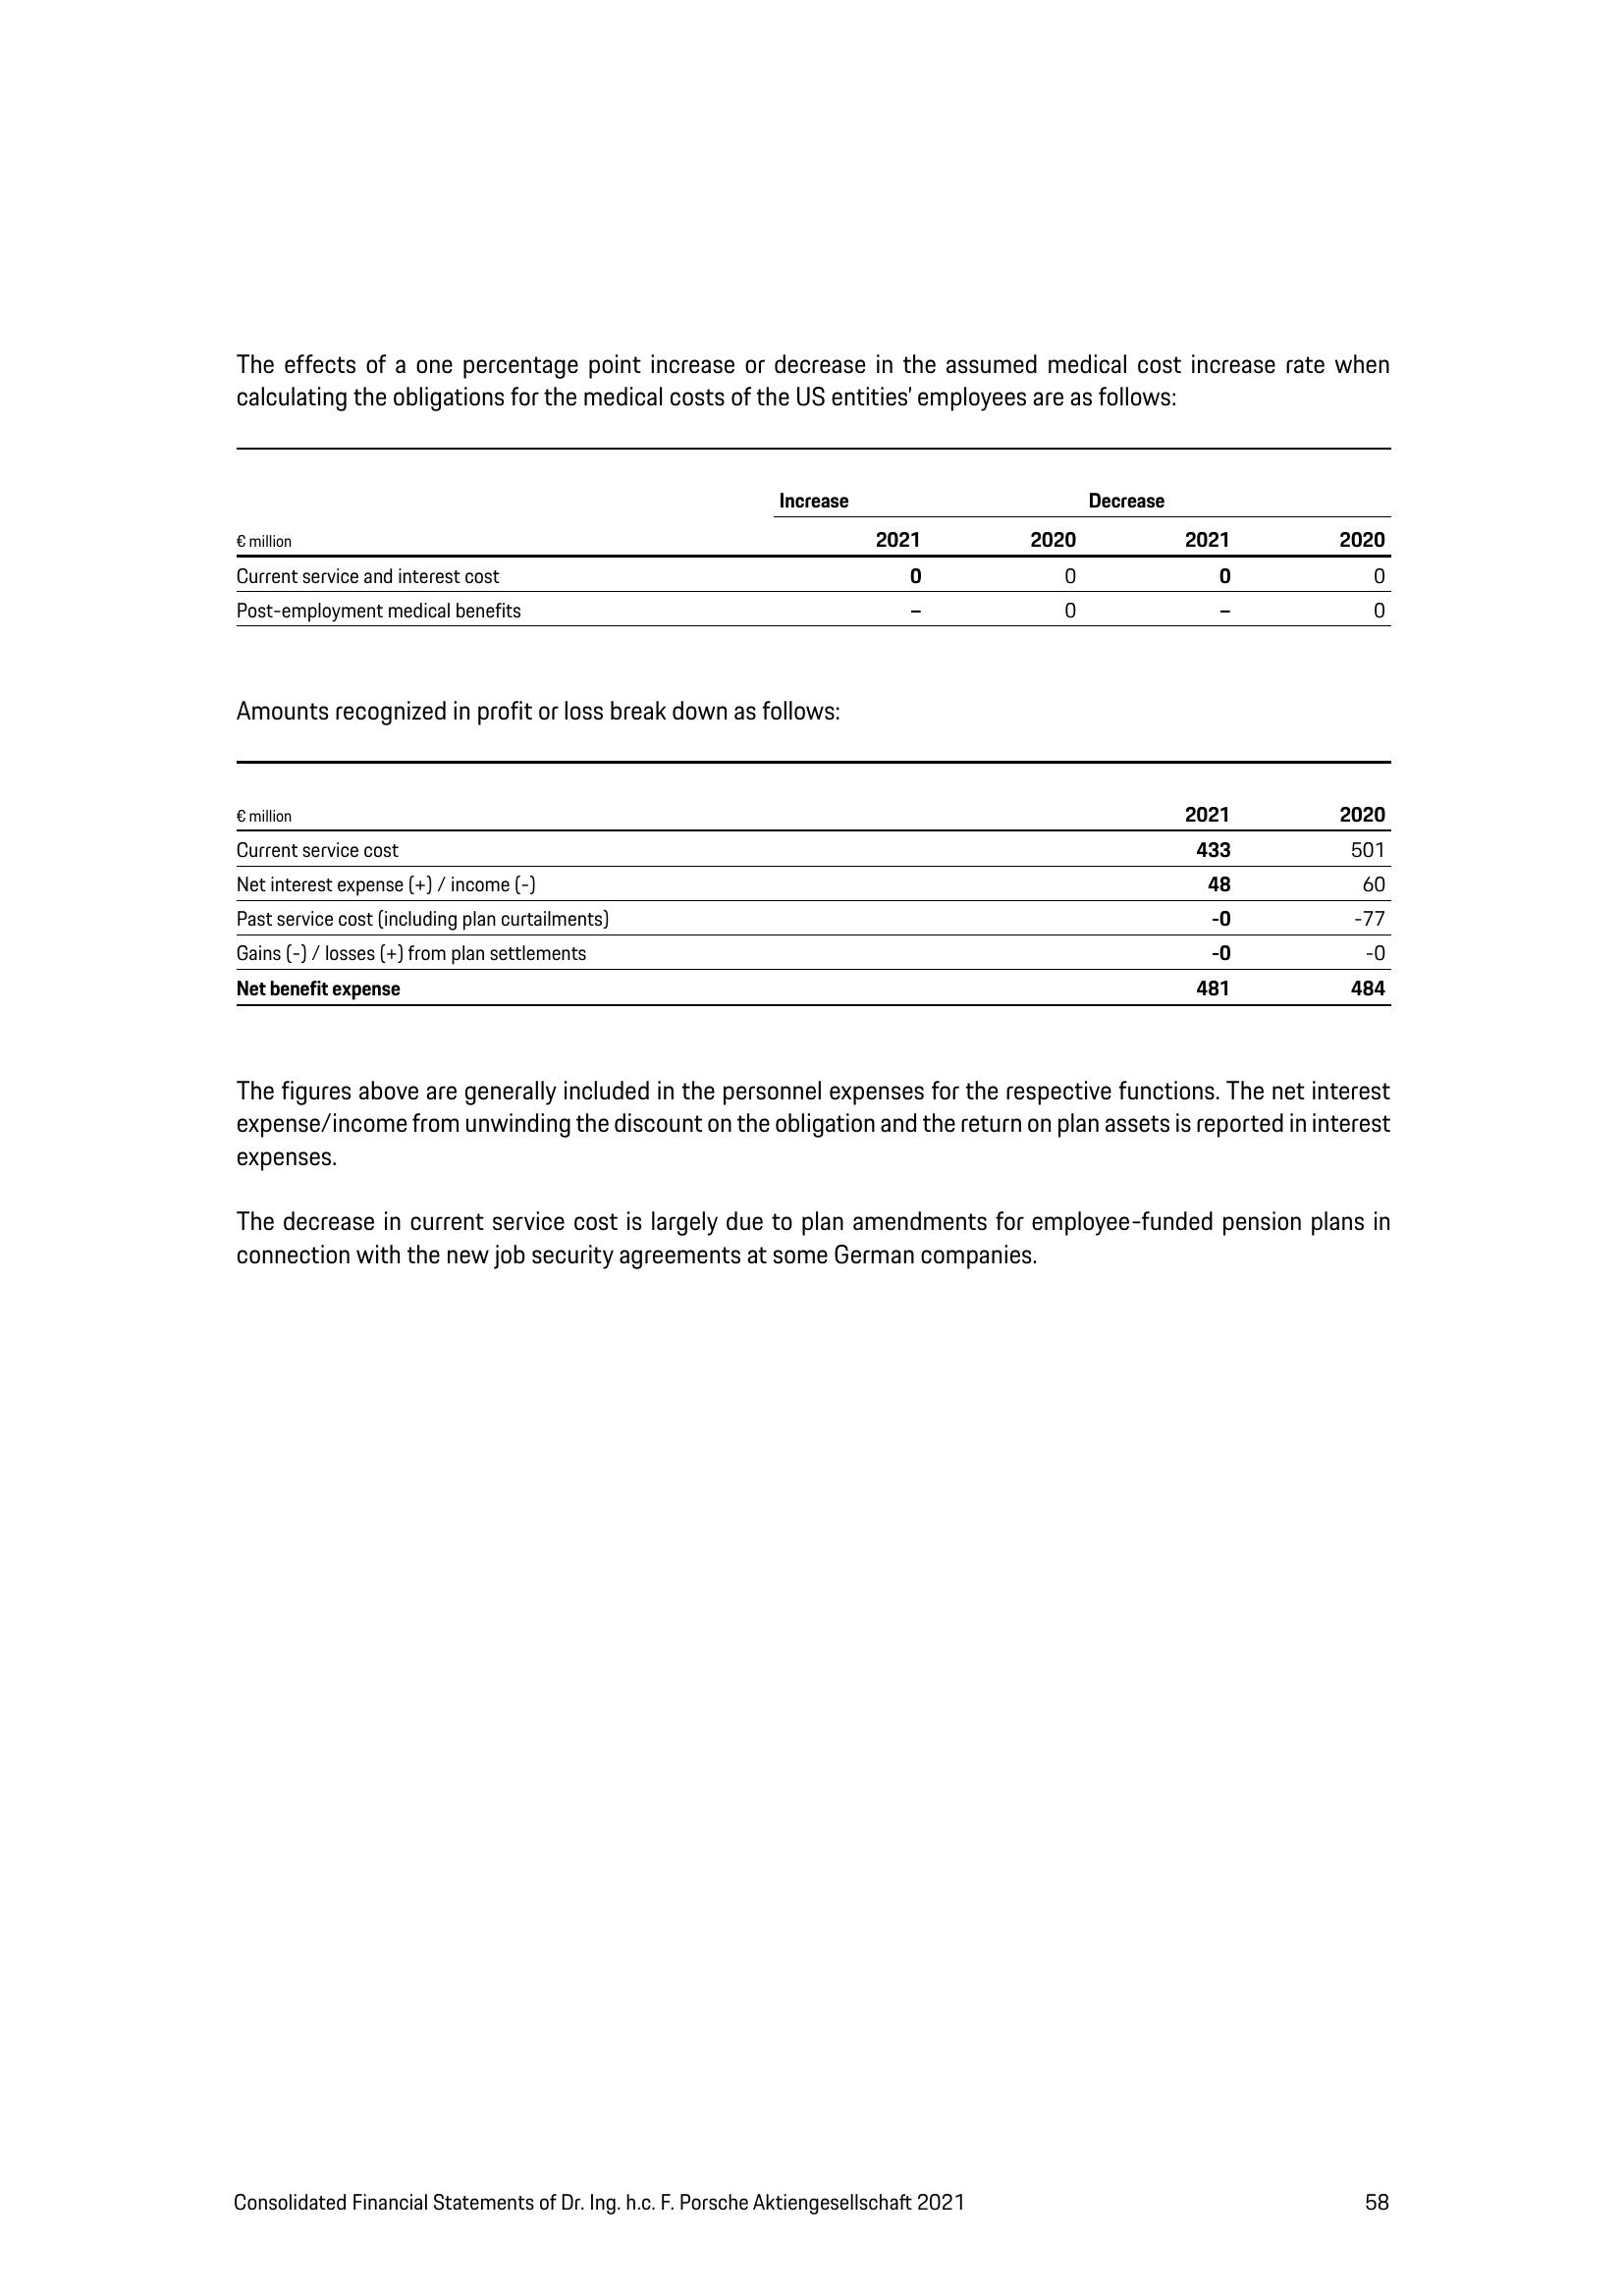 The effects of a one percentage point increase or decrease in the assumed medical cost increase rate when
calculating the obligations for the medical costs of the US entities’ employees are as follows:
Increase Decrease
€ million 2021 2020 2021 2020
Current service and interest cost 0 0 0 0
Post-employment medical benefits – 0 – 0
Amounts recognized in profit or loss break down as follows:
€ million 2021 2020
Current service cost 433 501
Net interest expense (+) / income (-) 48 60
Past service cost (including plan curtailments) -0 -77
Gains (-) / losses (+) from plan settlements -0 -0
Net benefit expense 481 484
The figures above are generally included in the personnel expenses for the respective functions. The net interest
expense/income from unwinding the discount on the obligation and the return on plan assets is reported in interest
expenses.
The decrease in current service cost is largely due to plan amendments for employee-funded pension plans in
connection with the new job security agreements at some German companies.
Consolidated Financial Statements of Dr. Ing. h.c. F. Porsche Aktiengesellschaft 2021 58